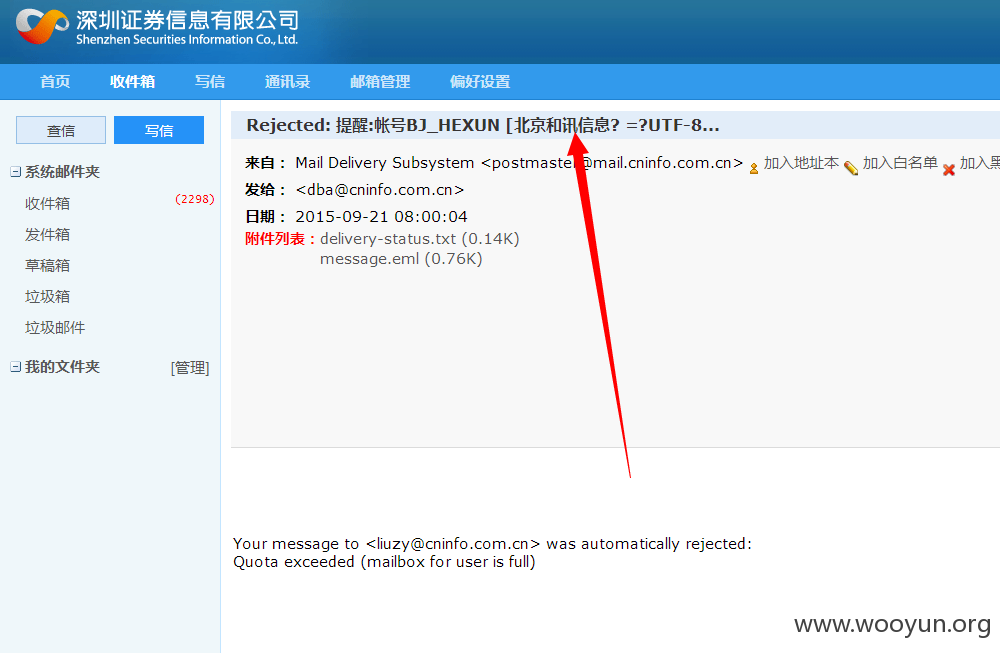 深圳证券信息有限公司
Shenzhen Securities Information Co., Ltd.
首页 收件箱 写信 通讯录 邮箱管理 偏好设置
查信 写信
系统邮件夹
收件箱 (2298)
发件箱
草稿箱
垃圾箱
垃圾邮件
我的文件夹 [管理]
Rejected: 提醒:帐号BJ_HEXUN [北京和讯信息? =?UTF-8...
来自： Mail Delivery Subsystem <postmaster@mail.cninfo.com.cn> 加入地址本 加入白名单 加入黑
发给： <dba@cninfo.com.cn>
日期： 2015-09-21 08:00:04
附件列表：delivery-status.txt (0.14K)
message.eml (0.76K)
Your message to <liuzy@cninfo.com.cn> was automatically rejected:
Quota exceeded (mailbox for user is full)
www.wooyun.org